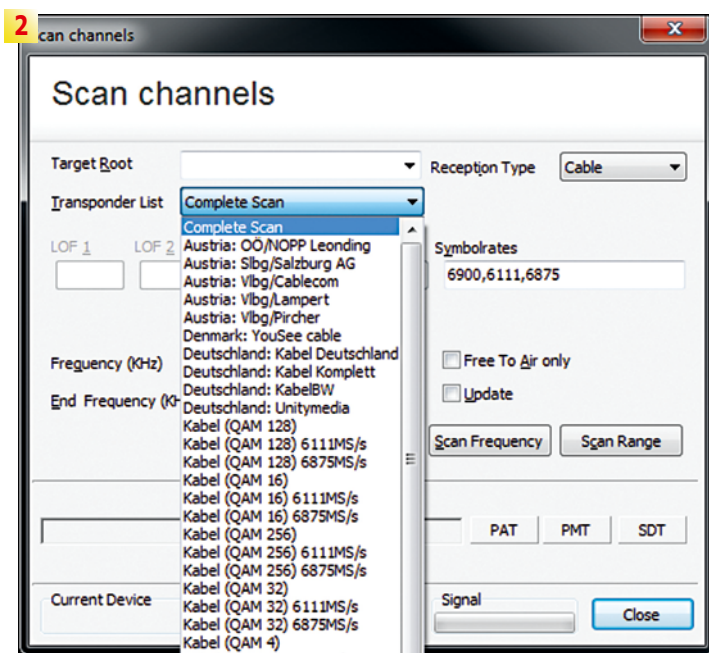 2
can channels
Scan channels
Target Root
Reception Type
Cable
Transponder List
Complete Scan
Complete Scan
Austria: OÖ/NOPP Leonding
Austria: Slbg/Salzburg AG
Austria: Vlbg/Cablecom
Austria: Vlbg/Lampert
Austria: Vlbg/Pircher
Denmark: YouSee cable
Deutschland: Kabel Deutschland
Deutschland: Kabel Komplett
Deutschland: KabelBW
Deutschland: Unitymedia
Kabel (QAM 128)
Kabel (QAM 128) 6111MS/s
Kabel (QAM 128) 6875MS/s
Kabel (QAM 16)
Kabel (QAM 16) 6111MS/s
Kabel (QAM 16) 6875MS/s
Kabel (QAM 256)
Kabel (QAM 256) 6111MS/s
Kabel (QAM 256) 6875MS/s
Kabel (QAM 32)
Kabel (QAM 32) 6111MS/s
Kabel (QAM 32) 6875MS/s
Kabel (QAM 4)
LOF 1 LOF 2
Symbolrates
6900,6111,6875
Frequency (KHz)
Free To Air only
End Frequency (KH
Update
Scan Frequency
Scan Range
PAT PMT SDT
Current Device
Signal
Close